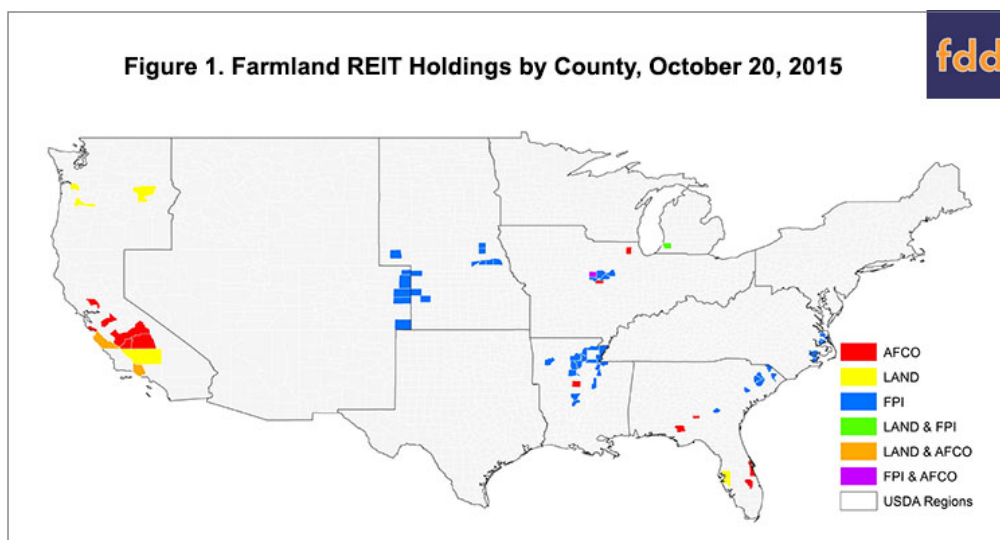 Figure 1. Farmland REIT Holdings by County, October 20, 2015
fdd
AFCO
LAND
FPI
LAND & FPI
LAND & AFCO
FPI & AFCO
USDA Regions